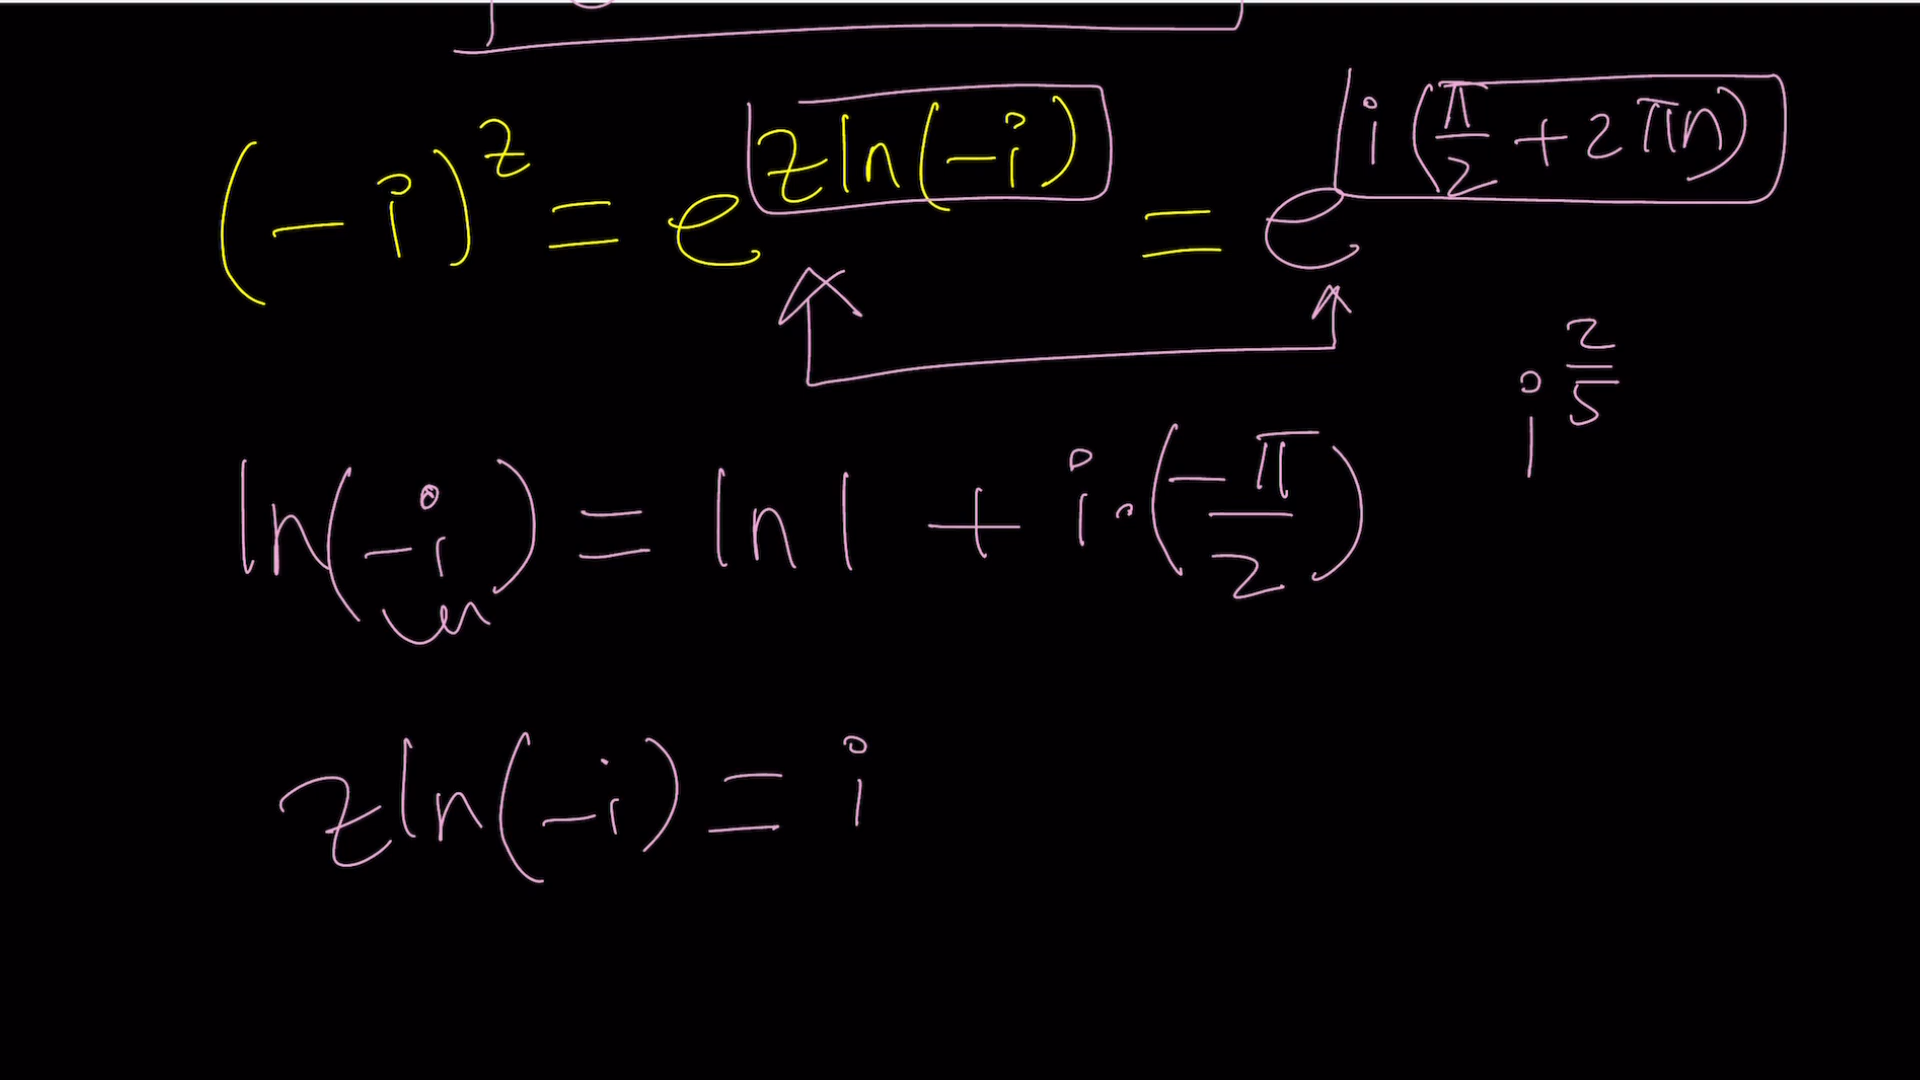 (-i)^z = e^{z ln(-i)} = e^{i(π/2 + 2πn)}
i^{2/5}
ln(-i) = ln 1 + i·(-π/2)
z ln(-i) = i